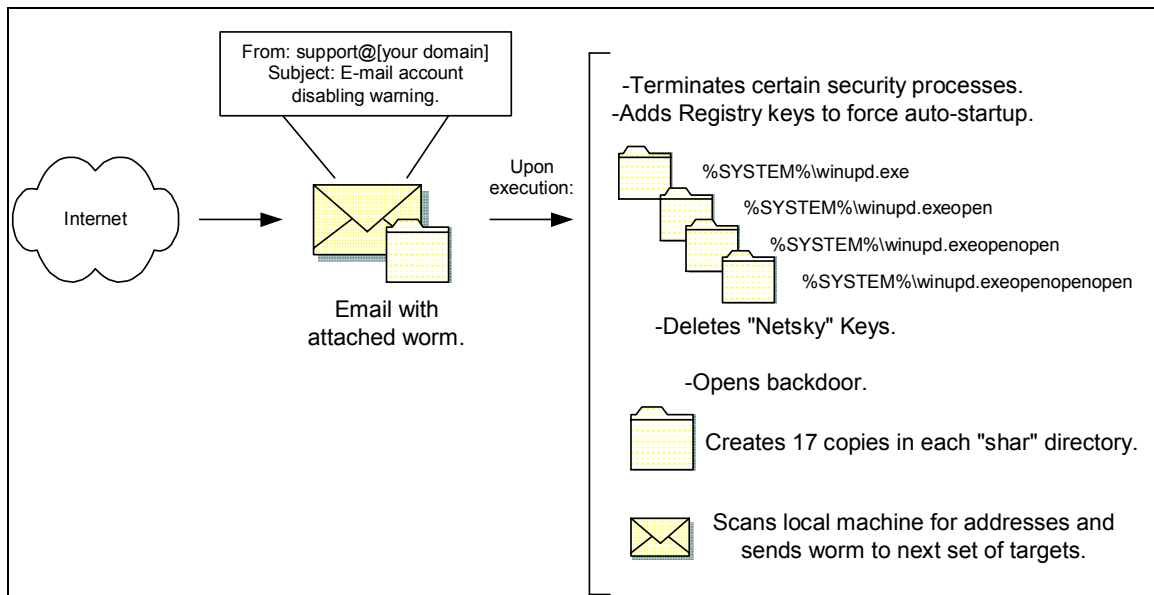 From: support@[your domain]
Subject: E-mail account
disabling warning.
Internet
Email with
attached worm.
Upon
execution:
-Terminates certain security processes.
-Adds Registry keys to force auto-startup.
%SYSTEM%\winupd.exe
%SYSTEM%\winupd.exeopen
%SYSTEM%\winupd.exeopenopen
%SYSTEM%\winupd.exeopenopenopen
-Deletes "Netsky" Keys.
-Opens backdoor.
Creates 17 copies in each "shar" directory.
Scans local machine for addresses and
sends worm to next set of targets.